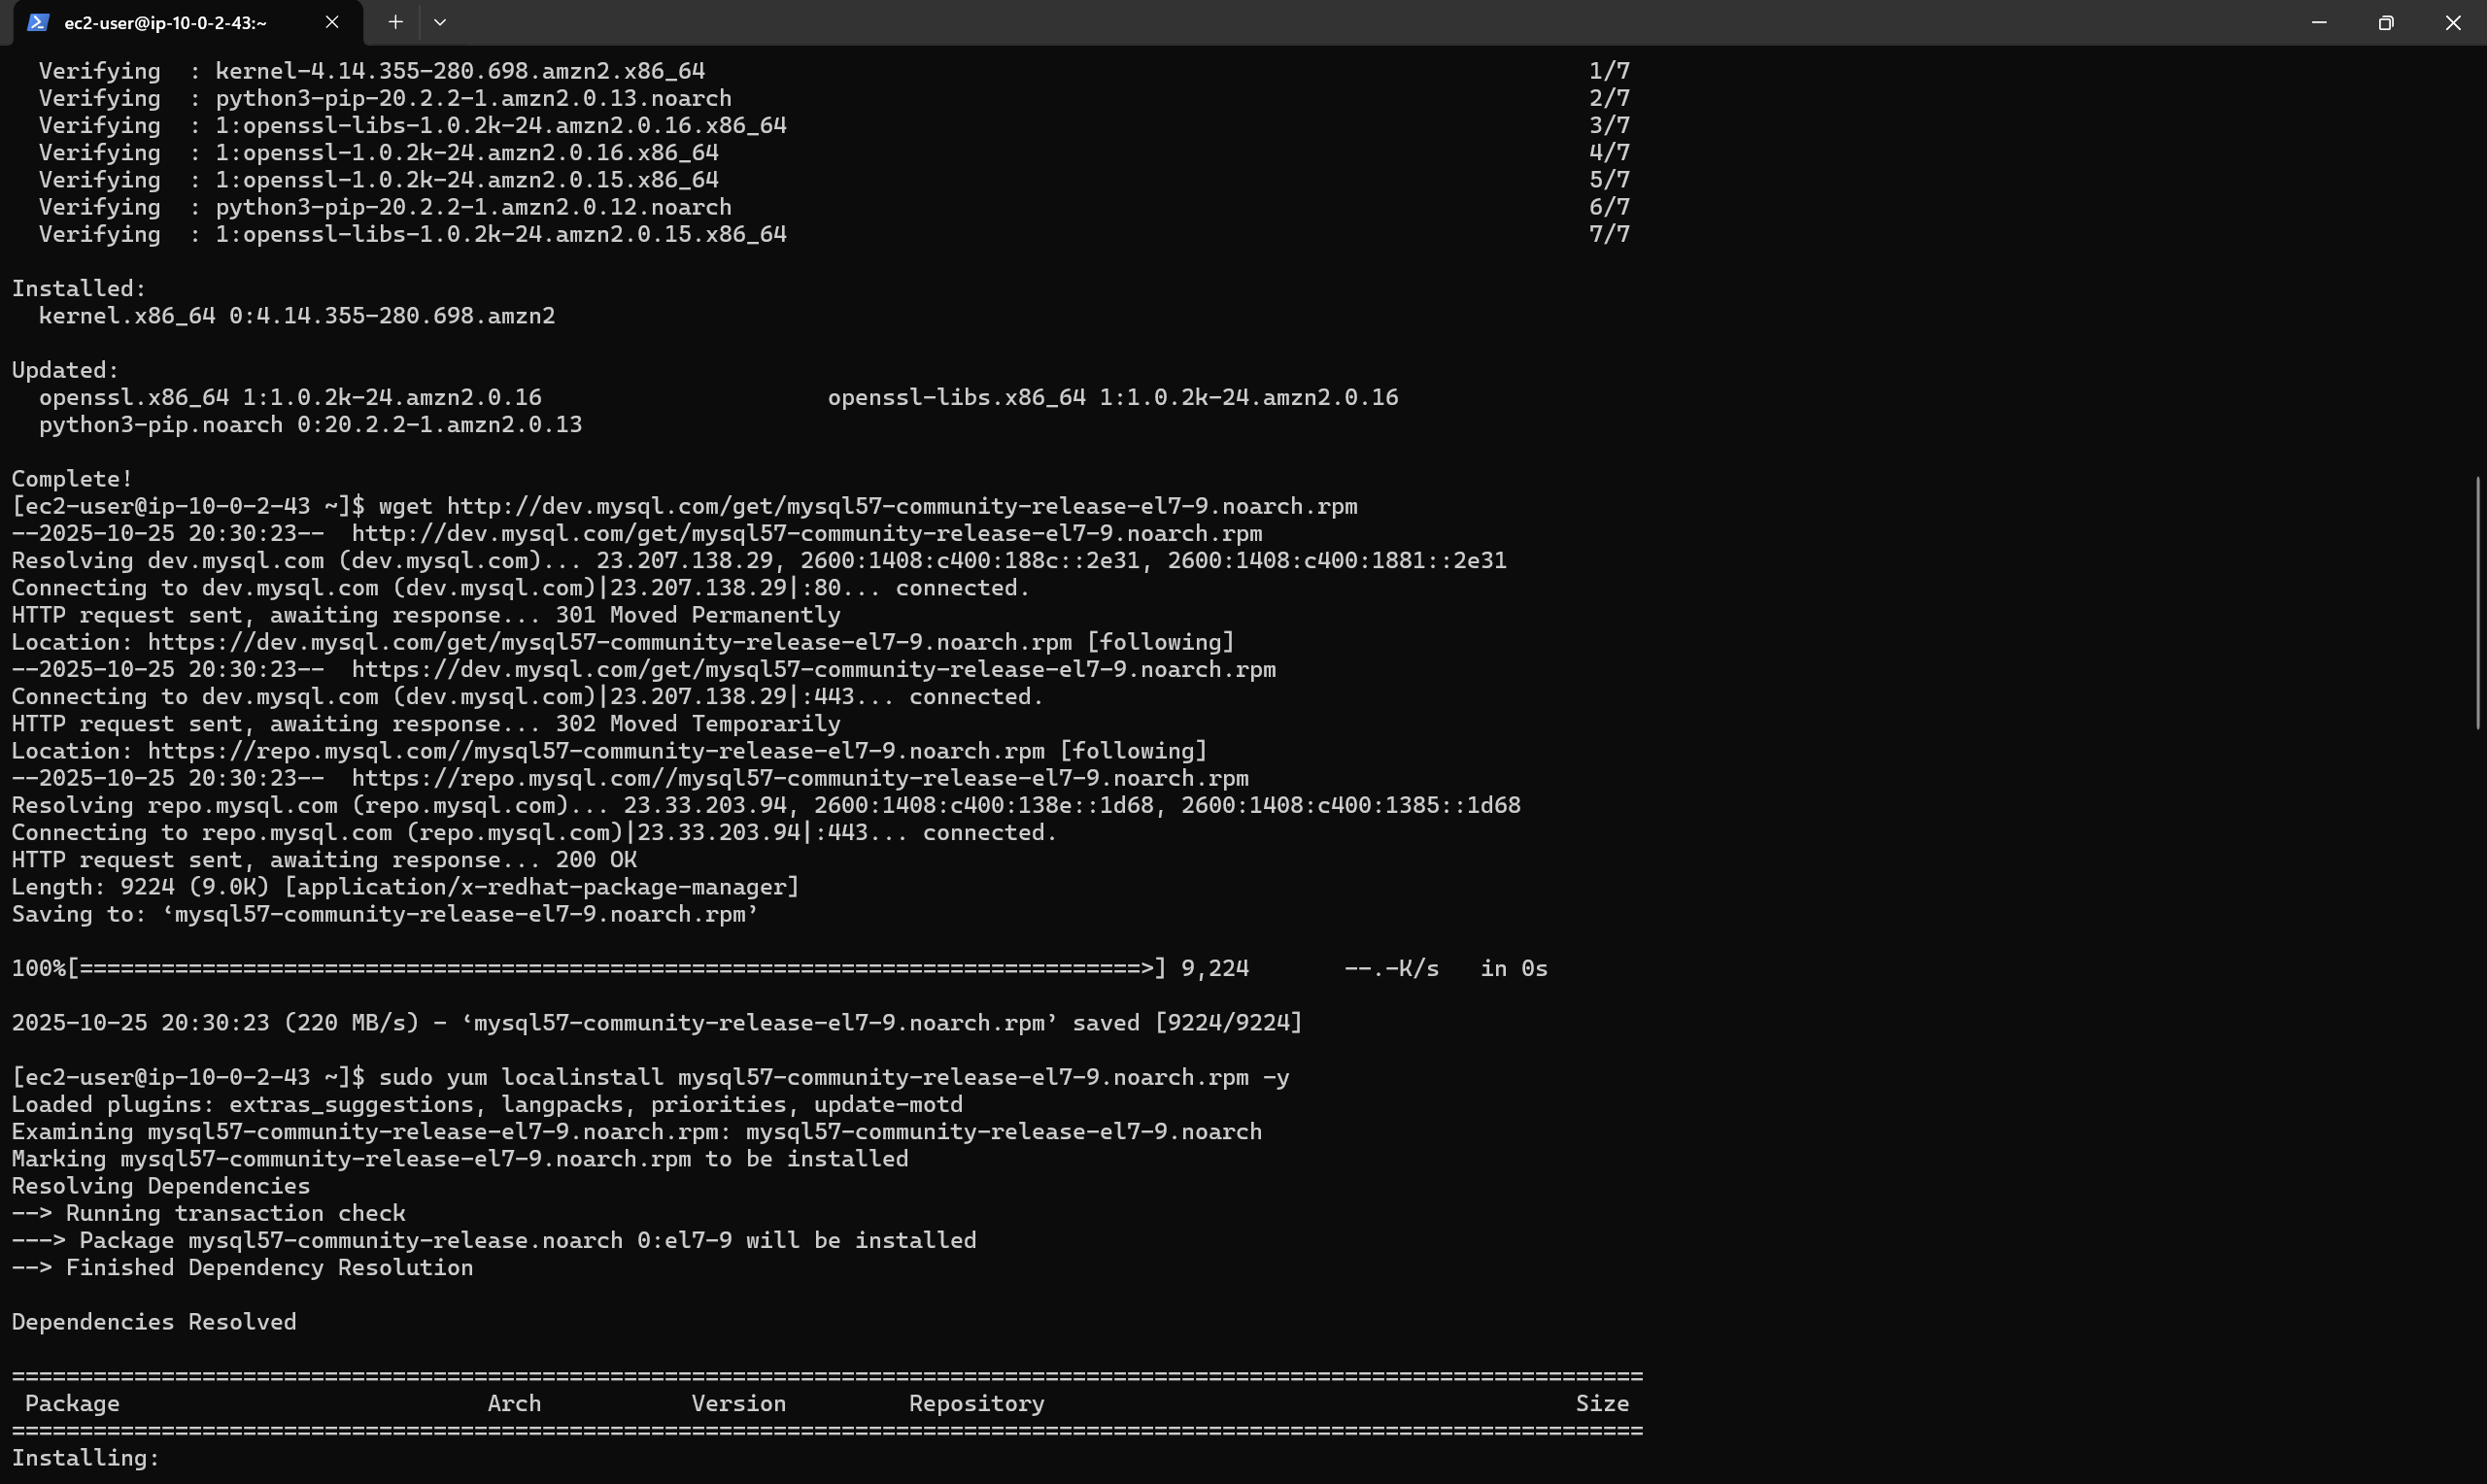 ec2-user@ip-10-0-2-43:~
Verifying : kernel-4.14.355-280.698.amzn2.x86_64 1/7
Verifying : python3-pip-20.2.2-1.amzn2.0.13.noarch 2/7
Verifying : 1:openssl-libs-1.0.2k-24.amzn2.0.16.x86_64 3/7
Verifying : 1:openssl-1.0.2k-24.amzn2.0.16.x86_64 4/7
Verifying : 1:openssl-1.0.2k-24.amzn2.0.15.x86_64 5/7
Verifying : python3-pip-20.2.2-1.amzn2.0.12.noarch 6/7
Verifying : 1:openssl-libs-1.0.2k-24.amzn2.0.15.x86_64 7/7
Installed:
kernel.x86_64 0:4.14.355-280.698.amzn2
Updated:
openssl.x86_64 1:1.0.2k-24.amzn2.0.16 openssl-libs.x86_64 1:1.0.2k-24.amzn2.0.16
python3-pip.noarch 0:20.2.2-1.amzn2.0.13
Complete!
[ec2-user@ip-10-0-2-43 ~]$ wget http://dev.mysql.com/get/mysql57-community-release-el7-9.noarch.rpm
--2025-10-25 20:30:23-- http://dev.mysql.com/get/mysql57-community-release-el7-9.noarch.rpm
Resolving dev.mysql.com (dev.mysql.com)... 23.207.138.29, 2600:1408:c400:188c::2e31, 2600:1408:c400:1881::2e31
Connecting to dev.mysql.com (dev.mysql.com)|23.207.138.29|:80... connected.
HTTP request sent, awaiting response... 301 Moved Permanently
Location: https://dev.mysql.com/get/mysql57-community-release-el7-9.noarch.rpm [following]
--2025-10-25 20:30:23-- https://dev.mysql.com/get/mysql57-community-release-el7-9.noarch.rpm
Connecting to dev.mysql.com (dev.mysql.com)|23.207.138.29|:443... connected.
HTTP request sent, awaiting response... 302 Moved Temporarily
Location: https://repo.mysql.com//mysql57-community-release-el7-9.noarch.rpm [following]
--2025-10-25 20:30:23-- https://repo.mysql.com//mysql57-community-release-el7-9.noarch.rpm
Resolving repo.mysql.com (repo.mysql.com)... 23.33.203.94, 2600:1408:c400:138e::1d68, 2600:1408:c400:1385::1d68
Connecting to repo.mysql.com (repo.mysql.com)|23.33.203.94|:443... connected.
HTTP request sent, awaiting response... 200 OK
Length: 9224 (9.0K) [application/x-redhat-package-manager]
Saving to: ‘mysql57-community-release-el7-9.noarch.rpm’
100%[==============================================================================>] 9,224 --.-K/s in 0s
2025-10-25 20:30:23 (220 MB/s) - ‘mysql57-community-release-el7-9.noarch.rpm’ saved [9224/9224]
[ec2-user@ip-10-0-2-43 ~]$ sudo yum localinstall mysql57-community-release-el7-9.noarch.rpm -y
Loaded plugins: extras_suggestions, langpacks, priorities, update-motd
Examining mysql57-community-release-el7-9.noarch.rpm: mysql57-community-release-el7-9.noarch
Marking mysql57-community-release-el7-9.noarch.rpm to be installed
Resolving Dependencies
--> Running transaction check
---> Package mysql57-community-release.noarch 0:el7-9 will be installed
--> Finished Dependency Resolution
Dependencies Resolved
========================================================================================================================
Package Arch Version Repository Size
========================================================================================================================
Installing: